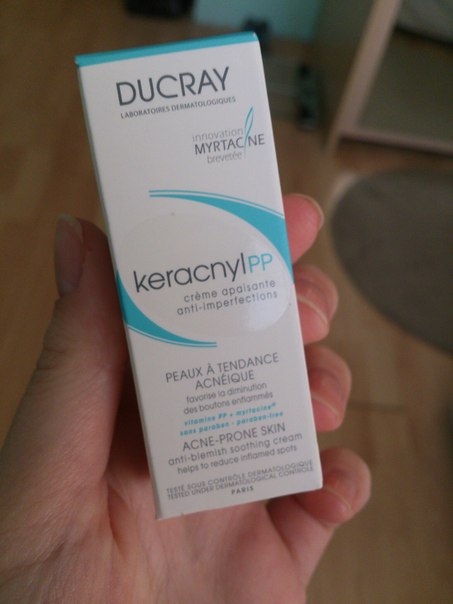 DUCRAY
LABORATOIRES DERMATOLOGIQUES
innovation
MYRTACINE
brevetée
keracnyl PP
crème apaisante
anti-imperfections
PEAUX À TENDANCE
ACNÉIQUE
favorise la diminution
des boutons enflammés
vitamine PP + myrtacine®
sans paraben - paraben-free
ACNE-PRONE SKIN
anti-blemish soothing cream
helps to reduce inflamed spots
TESTÉ SOUS CONTRÔLE DERMATOLOGIQUE
TESTED UNDER DERMATOLOGICAL CONTROL
PARIS